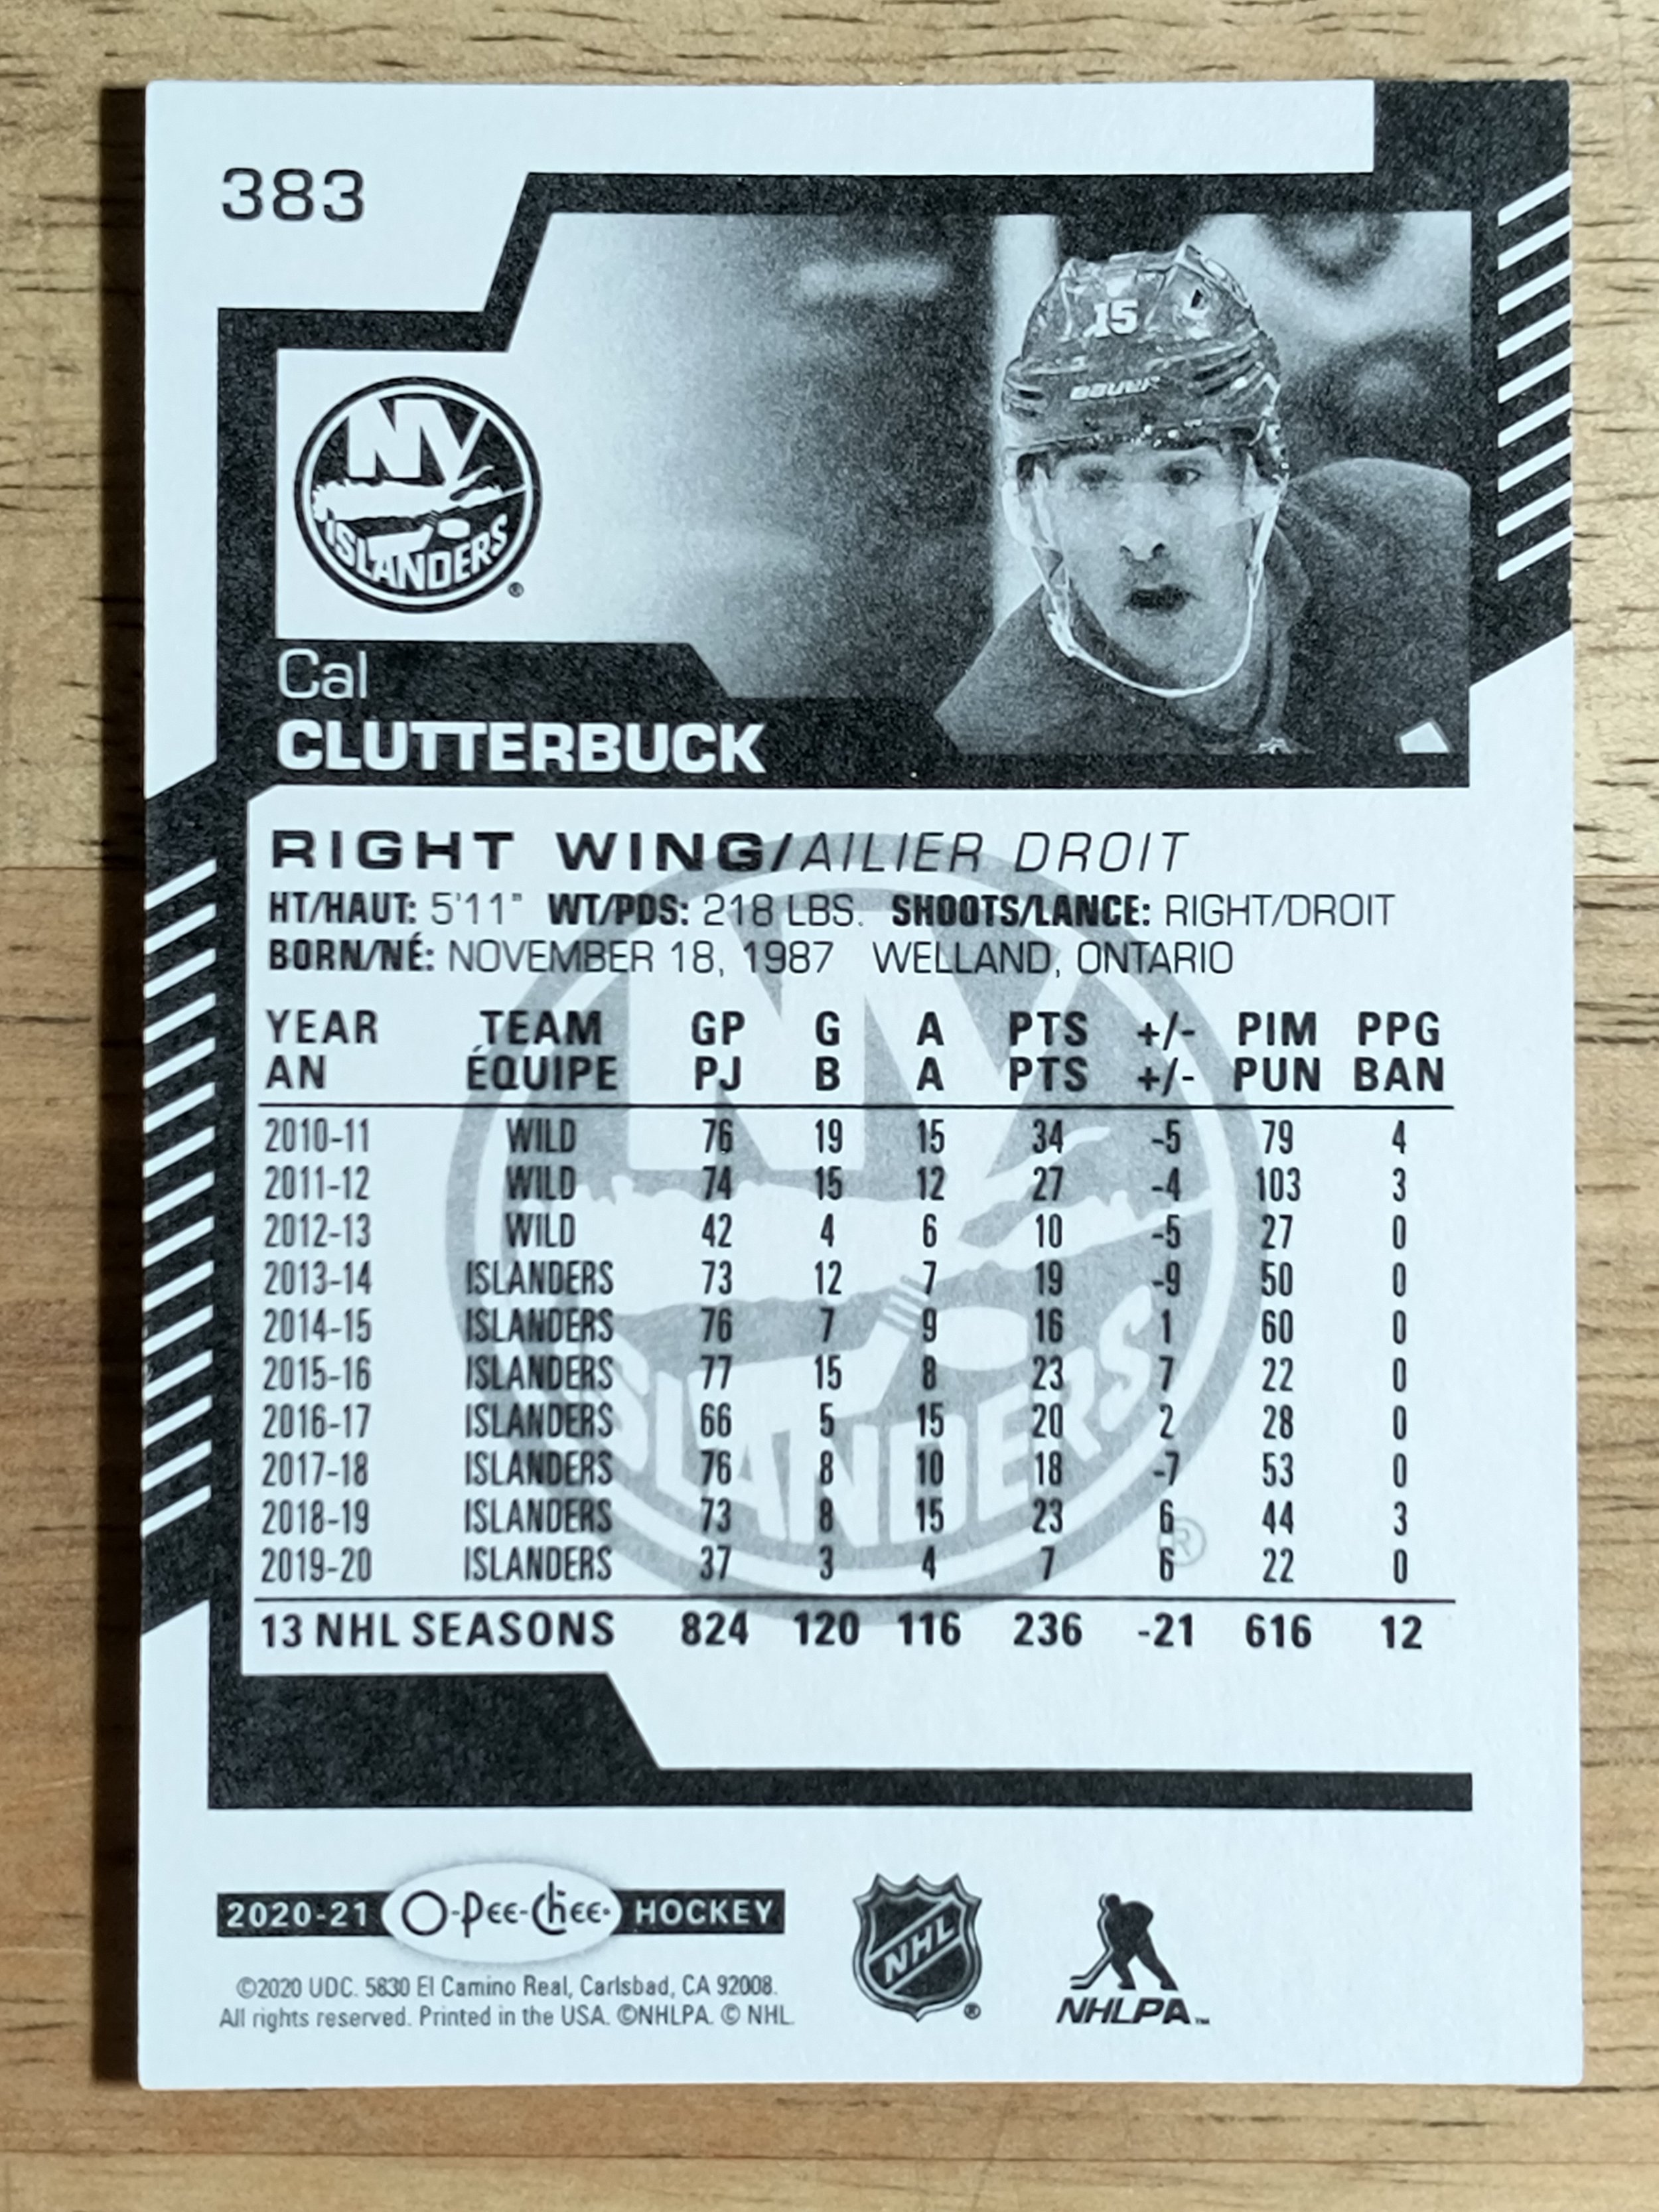 383
15
BAUER
NY
ISLANDERS
®
Cal
CLUTTERBUCK
RIGHT WING/AILIER DROIT
HT/HAUT: 5'11" WT/PDS: 218 LBS. SHOOTS/LANCE: RIGHT/DROIT
BORN/NÉ: NOVEMBER 18, 1987 WELLAND, ONTARIO
YEAR TEAM GP G A PTS +/- PIM PPG
AN ÉQUIPE PJ B A PTS +/- PUN BAN
2010-11 WILD 76 19 15 34 -5 79 4
2011-12 WILD 74 15 12 27 -4 103 3
2012-13 WILD 42 4 6 10 -5 27 0
2013-14 ISLANDERS 73 12 7 19 -9 50 0
2014-15 ISLANDERS 76 7 9 16 1 60 0
2015-16 ISLANDERS 77 15 8 23 7 22 0
2016-17 ISLANDERS 66 5 15 20 2 28 0
2017-18 ISLANDERS 76 8 10 18 -7 53 0
2018-19 ISLANDERS 73 8 15 23 6 44 3
2019-20 ISLANDERS 37 3 4 7 6 22 0
13 NHL SEASONS 824 120 116 236 -21 616 12
NY
ISLANDERS
®
2020-21 O-Pee-Chee HOCKEY
©2020 UDC. 5830 El Camino Real, Carlsbad, CA 92008.
All rights reserved. Printed in the USA. ©NHLPA. © NHL.
NHL
®
NHLPA™